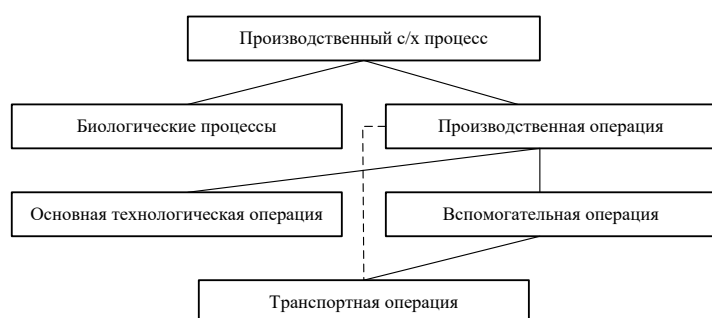 Производственный с/х процесс
Биологические процессы
Производственная операция
Основная технологическая операция
Вспомогательная операция
Транспортная операция